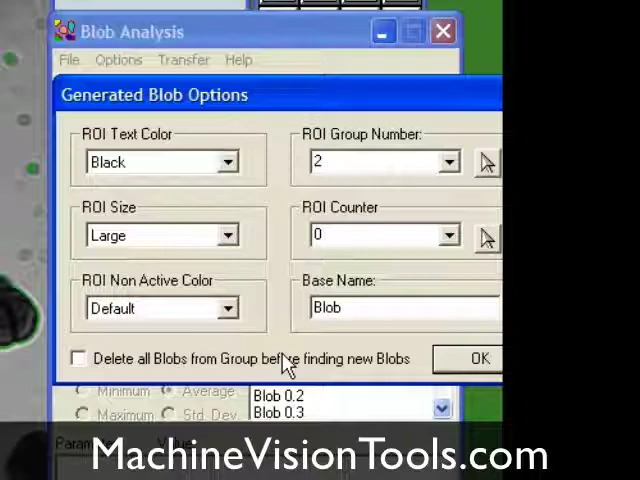 Blob Analysis
File Options Transfer Help
Generated Blob Options
ROI Text Color
Black
ROI Group Number:
2
ROI Size
Large
ROI Counter
0
ROI Non Active Color
Default
Base Name:
Blob
Delete all Blobs from Group before finding new Blobs
OK
Minimum Average
Blob 0.2
Maximum Std. Dev.
Blob 0.3
MachineVisionTools.com